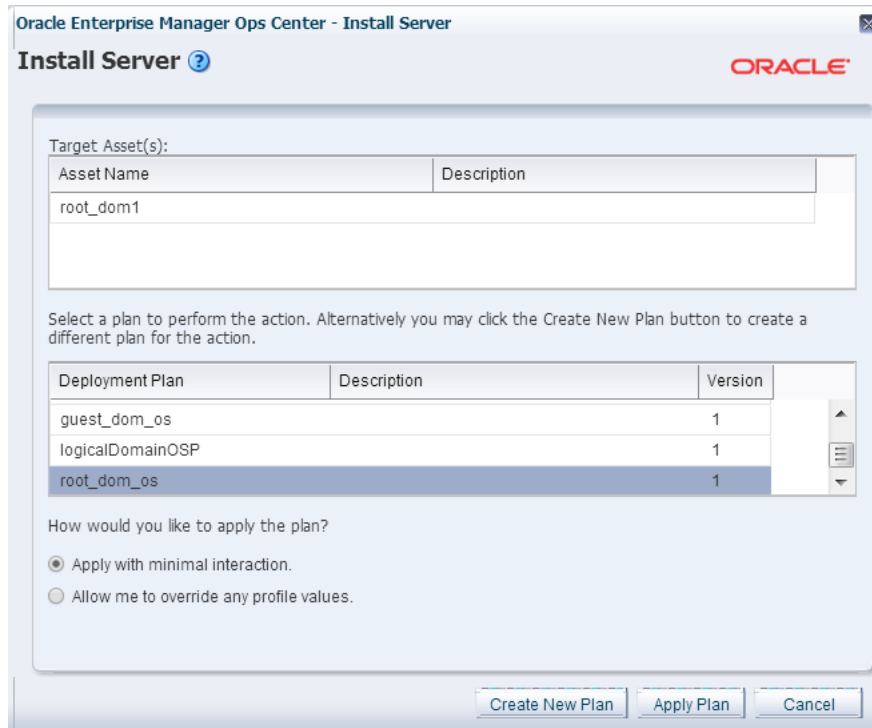 Oracle Enterprise Manager Ops Center - Install Server
Install Server ?
ORACLE
Target Asset(s):
Asset Name Description
root_dom1
Select a plan to perform the action. Alternatively you may click the Create New Plan button to create a
different plan for the action.
Deployment Plan Description Version
guest_dom_os 1
logicalDomainOSP 1
root_dom_os 1
How would you like to apply the plan?
Apply with minimal interaction.
Allow me to override any profile values.
Create New Plan Apply Plan Cancel